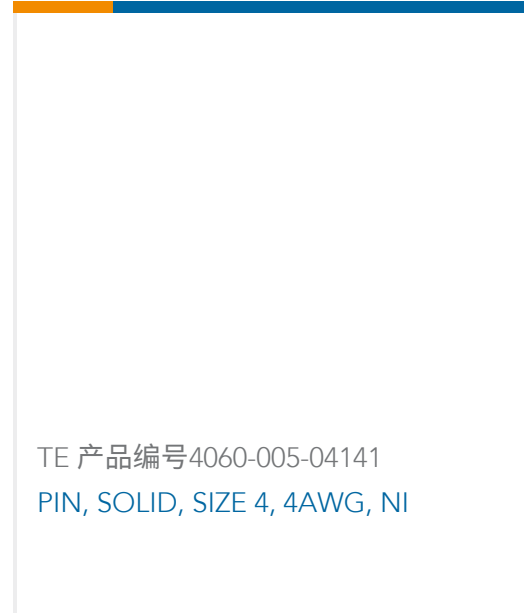 TE 产品编号4060-005-04141
PIN, SOLID, SIZE 4, 4AWG, NI